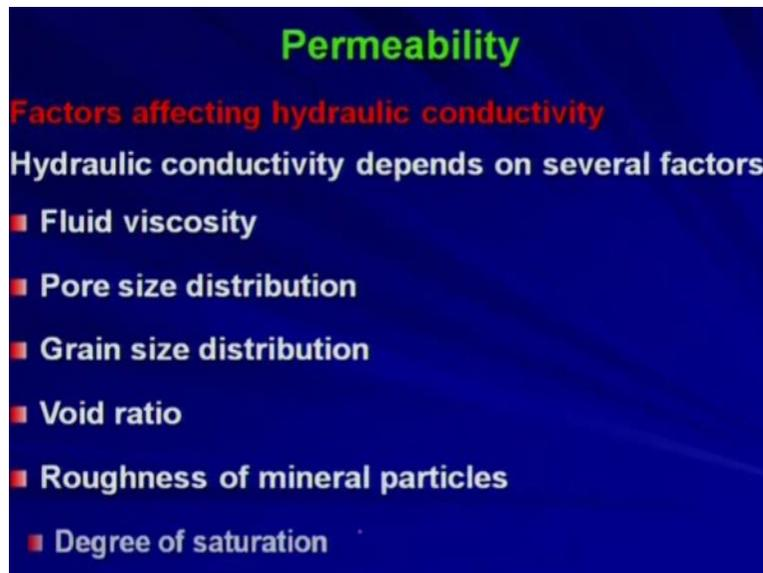 Permeability
Factors affecting hydraulic conductivity
Hydraulic conductivity depends on several factors
Fluid viscosity
Pore size distribution
Grain size distribution
Void ratio
Roughness of mineral particles
Degree of saturation